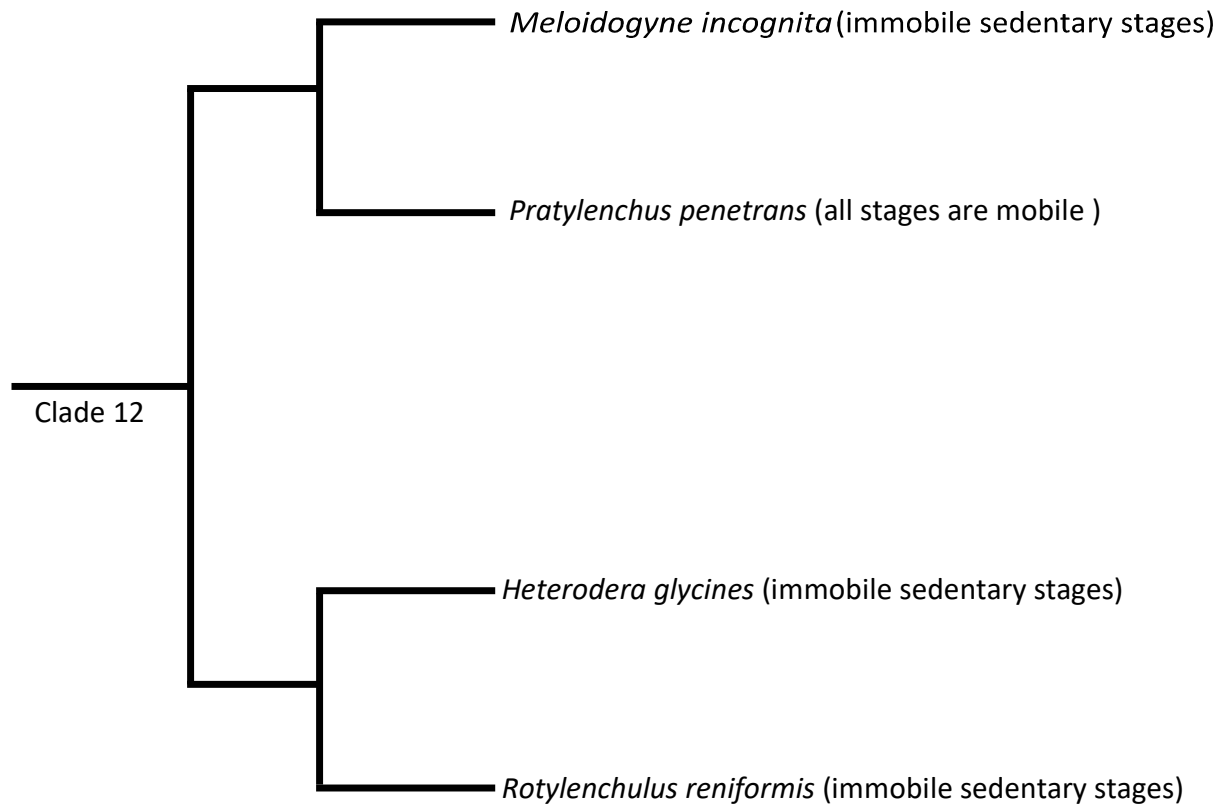 Meloidogyne incognita (immobile sedentary stages)
Pratylenchus penetrans (all stages are mobile )
Clade 12
Heterodera glycines (immobile sedentary stages)
Rotylenchulus reniformis (immobile sedentary stages)